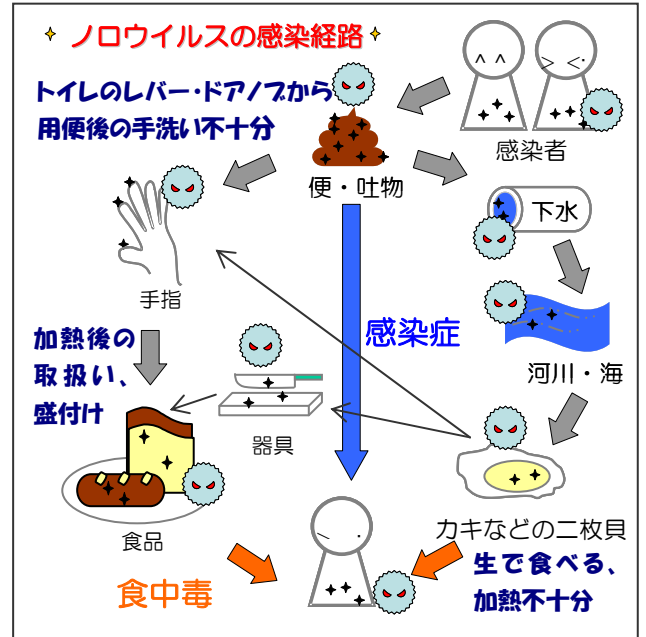 ノロウイルスの感染経路
トイレのレバー・ドアノブから
用便後の手洗い不十分
感染者
便・吐物
下水
手指
感染症
加熱後の
取扱い、
盛付け
河川・海
器具
カキなどの二枚貝
食品
生で食べる、
加熱不十分
食中毒